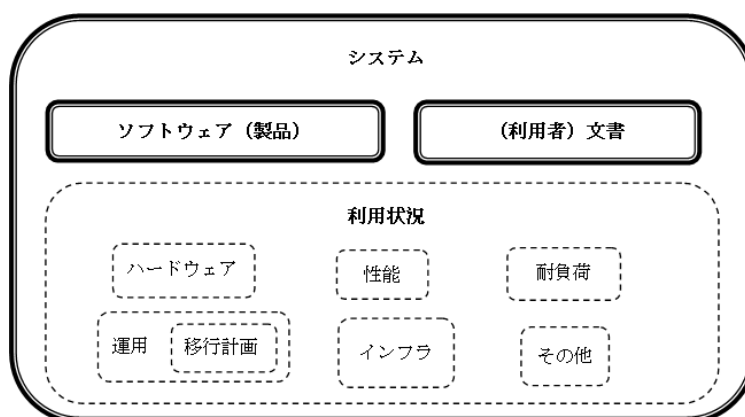 システム
ソフトウェア（製品）
（利用者）文書
利用状況
ハードウェア
性能
耐負荷
運用
移行計画
インフラ
その他